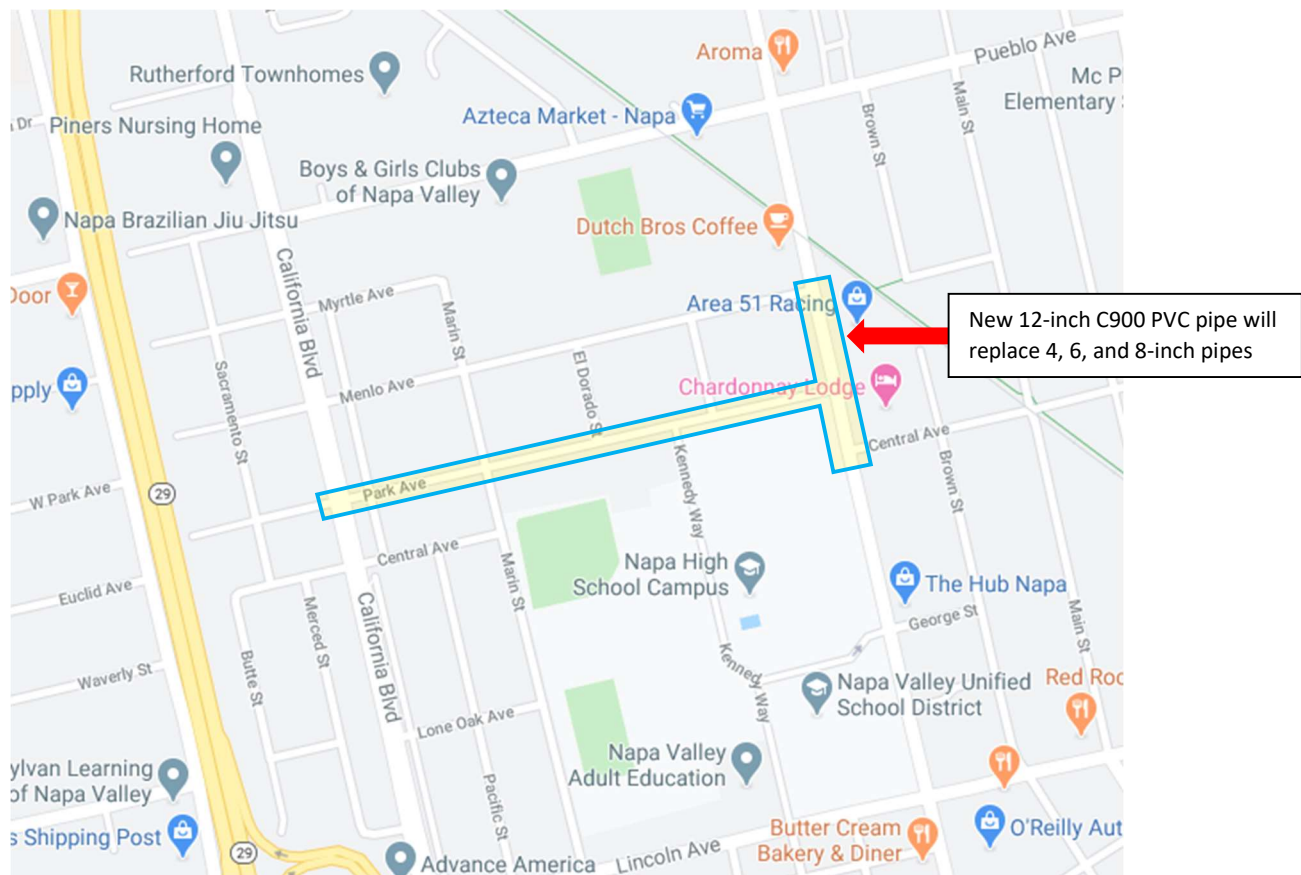 Aroma
Pueblo Ave
Rutherford Townhomes
Mc P
Elementary
Main St
Azteca Market - Napa
Dr
Piners Nursing Home
Brown St
Boys & Girls Clubs
of Napa Valley
Napa Brazilian Jiu Jitsu
Dutch Bros Coffee
California Blvd
Door
Myrtle Ave
Area 51 Racing
New 12-inch C900 PVC pipe will
replace 4, 6, and 8-inch pipes
Marin St
El Dorado St
Sacramento St
pply
Menlo Ave
Chardonnay Lodge
Central Ave
Brown St
Kennedy Way
W Park Ave
29
Park Ave
Central Ave
Napa High
School Campus
The Hub Napa
Euclid Ave
Marin St
Merced St
California Blvd
George St
Main St
Waverly St
Butte St
Kennedy Way
Napa Valley Unified
School District
Red Roo
Lone Oak Ave
Napa Valley
Adult Education
ylvan Learning
of Napa Valley
Pacific St
s Shipping Post
29
Butter Cream
Bakery & Diner
O'Reilly Aut
Advance America
Lincoln Ave